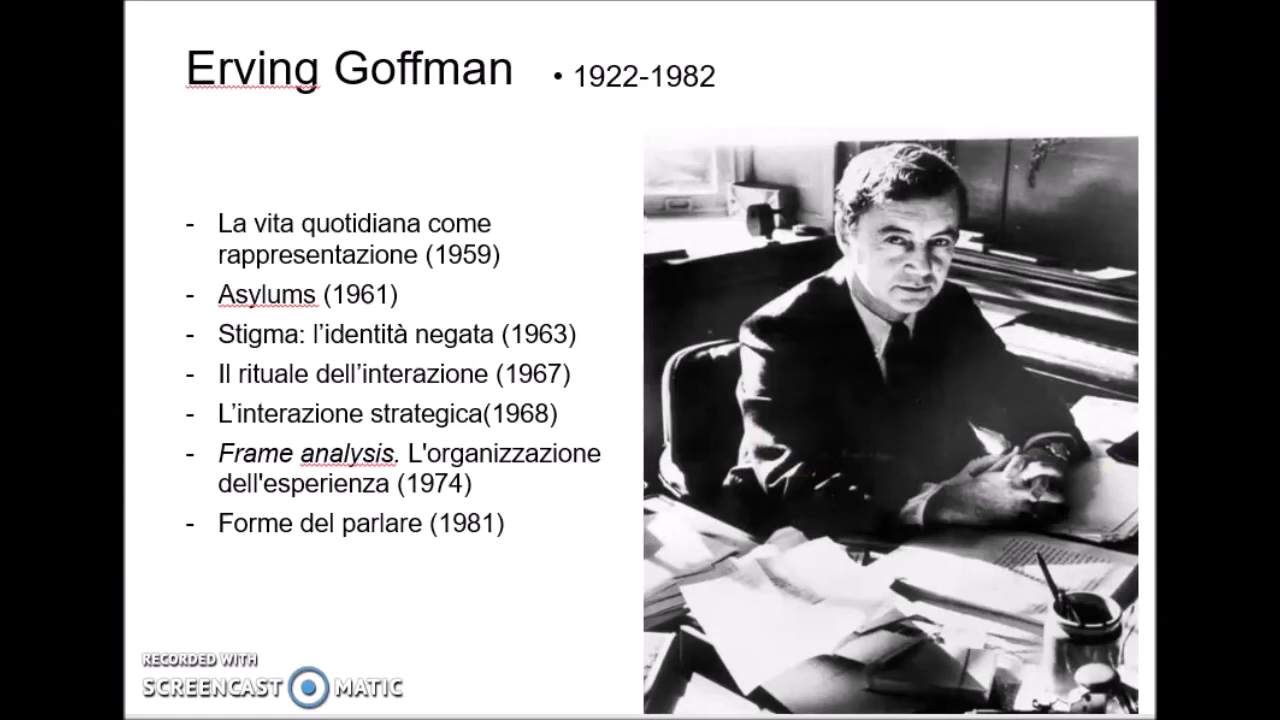 Erving Goffman
• 1922-1982
- La vita quotidiana come
rappresentazione (1959)
- Asylums (1961)
- Stigma: l’identità negata (1963)
- Il rituale dell’interazione (1967)
- L’interazione strategica(1968)
- Frame analysis. L'organizzazione
dell'esperienza (1974)
- Forme del parlare (1981)
RECORDED WITH
SCREENCAST MATIC